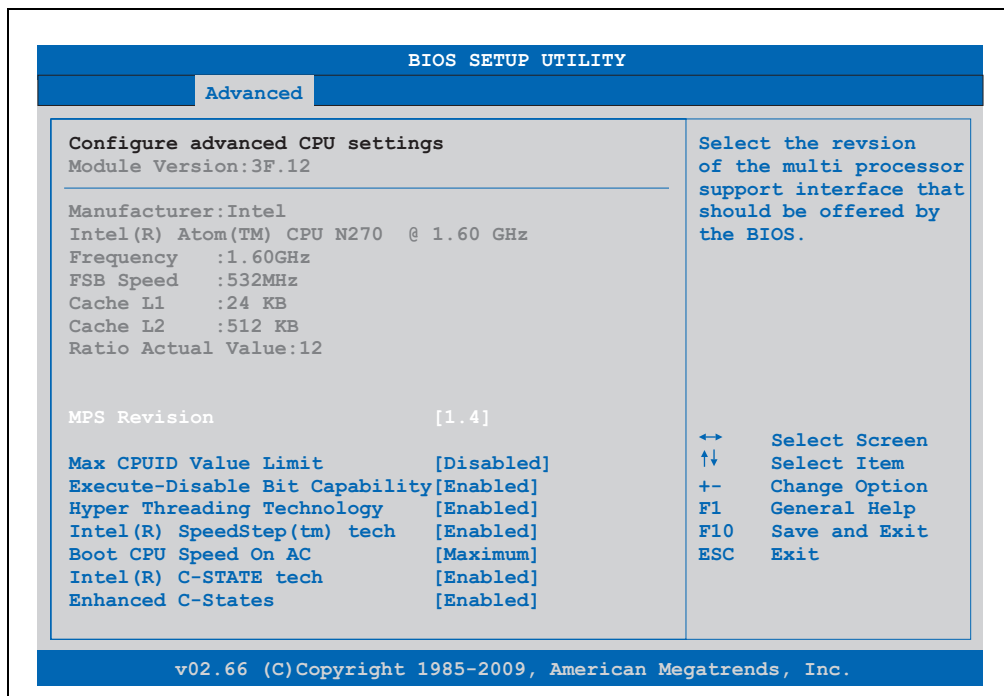 BIOS SETUP UTILITY
Advanced
Configure advanced CPU settings
Module Version:3F.12
Manufacturer:Intel
Intel(R) Atom(TM) CPU N270 @ 1.60 GHz
Frequency :1.60GHz
FSB Speed :532MHz
Cache L1 :24 KB
Cache L2 :512 KB
Ratio Actual Value:12
MPS Revision [1.4]
Max CPUID Value Limit [Disabled]
Execute-Disable Bit Capability[Enabled]
Hyper Threading Technology [Enabled]
Intel(R) SpeedStep(tm) tech [Enabled]
Boot CPU Speed On AC [Maximum]
Intel(R) C-STATE tech [Enabled]
Enhanced C-States [Enabled]
Select the revsion
of the multi processor
support interface that
should be offered by
the BIOS.
↔ Select Screen
↑↓ Select Item
+- Change Option
F1 General Help
F10 Save and Exit
ESC Exit
v02.66 (C)Copyright 1985-2009, American Megatrends, Inc.